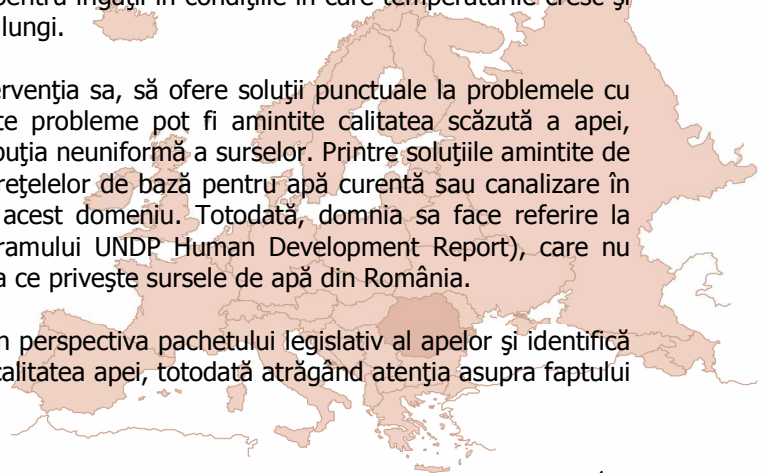 pentru irigaţii în condiţiile în care temperaturile cresc şi
lungi.
ervenţia sa, să ofere soluţii punctuale la problemele cu
te probleme pot fi amintite calitatea scăzută a apei,
buţia neuniformă a surselor. Printre soluţiile amintite de
reţelelor de bază pentru apă curentă sau canalizare în
acest domeniu. Totodată, domnia sa face referire la
ramului UNDP Human Development Report), care nu
a ce priveşte sursele de apă din România.
n perspectiva pachetului legislativ al apelor şi identifică
calitatea apei, totodată atrăgând atenţia asupra faptului